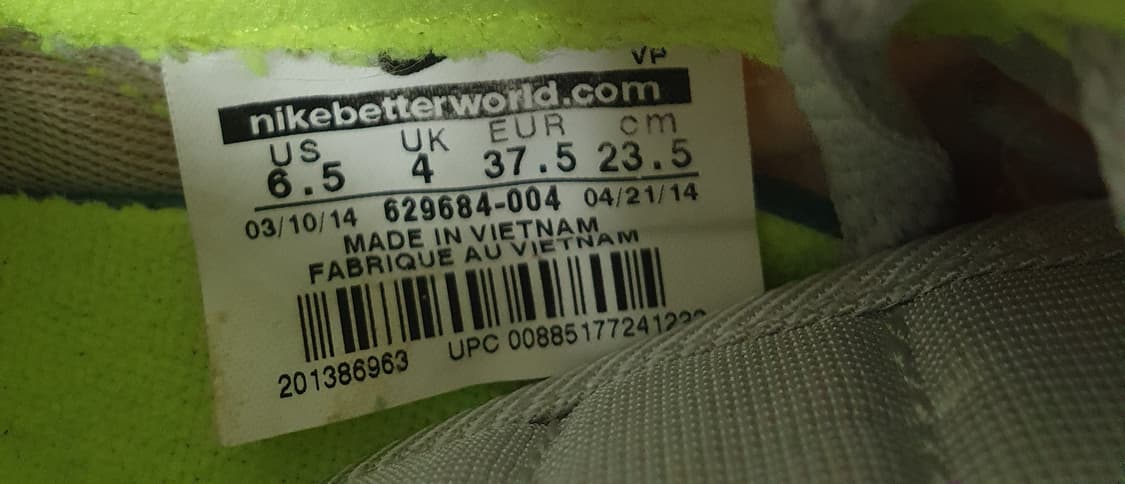 VP
nikebetterworld.com
US UK EUR cm
6.5 4 37.5 23.5
03/10/14 629684-004 04/21/14
MADE IN VIETNAM
FABRIQUE AU VIETNAM
201386963 UPC